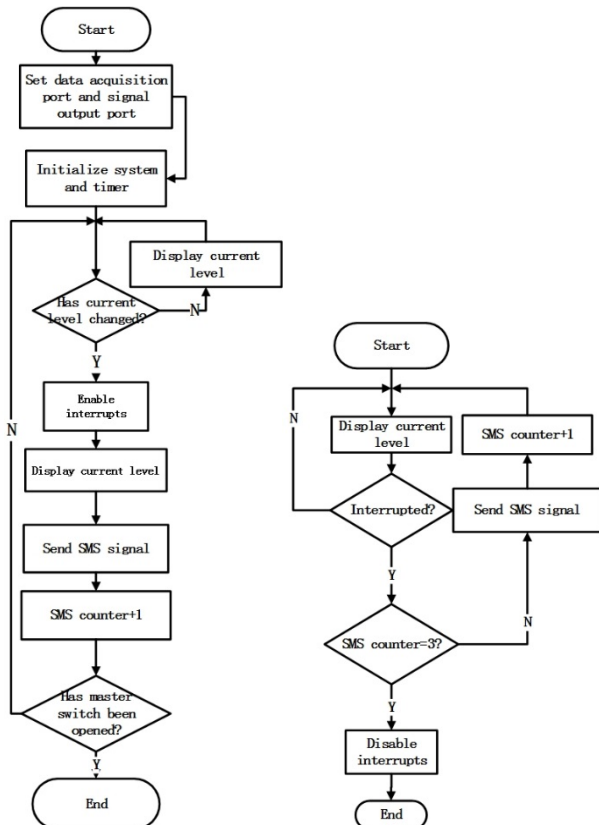 Start
Set data acquisition
port and signal
output port
Initialize system
and timer
Display current
level
Has current
level changed?
N
Y
Enable
interrupts
N
Display current level
Send SMS signal
SMS counter+1
Has master
switch been
opened?
Y
End
Start
N
Display current
level
SMS counter+1
Interrupted?
Send SMS signal
Y
N
SMS counter=3?
Y
Disable
interrupts
End